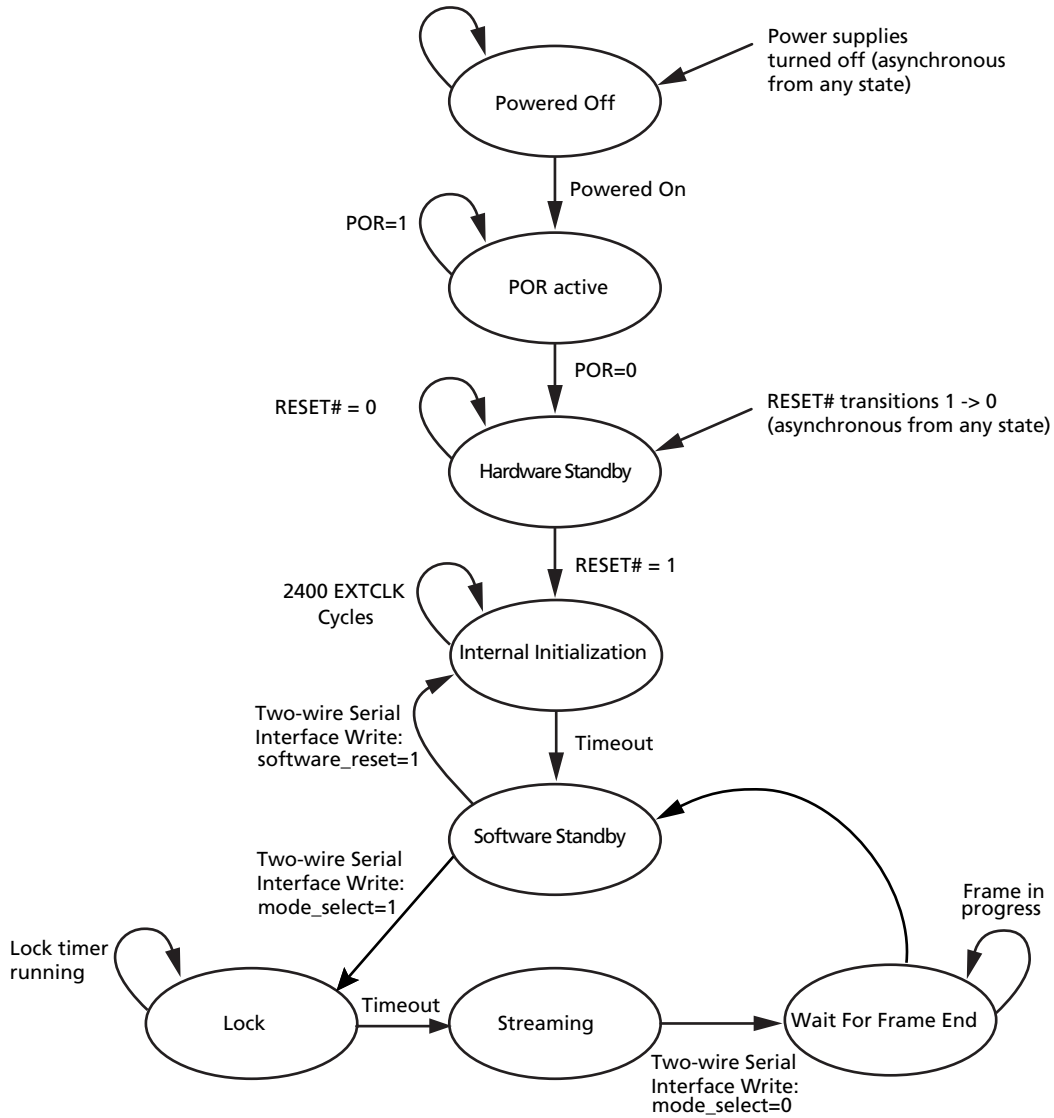 Power supplies
turned off (asynchronous
from any state)
Powered Off
Powered On
POR=1
POR active
POR=0
RESET# = 0
RESET# transitions 1 -> 0
(asynchronous from any state)
Hardware Standby
RESET# = 1
2400 EXTCLK
Cycles
Internal Initialization
Two-wire Serial
Interface Write:
software_reset=1
Timeout
Software Standby
Two-wire Serial
Interface Write:
mode_select=1
Frame in
progress
Lock timer
running
Lock
Timeout
Streaming
Wait For Frame End
Two-wire Serial
Interface Write:
mode_select=0